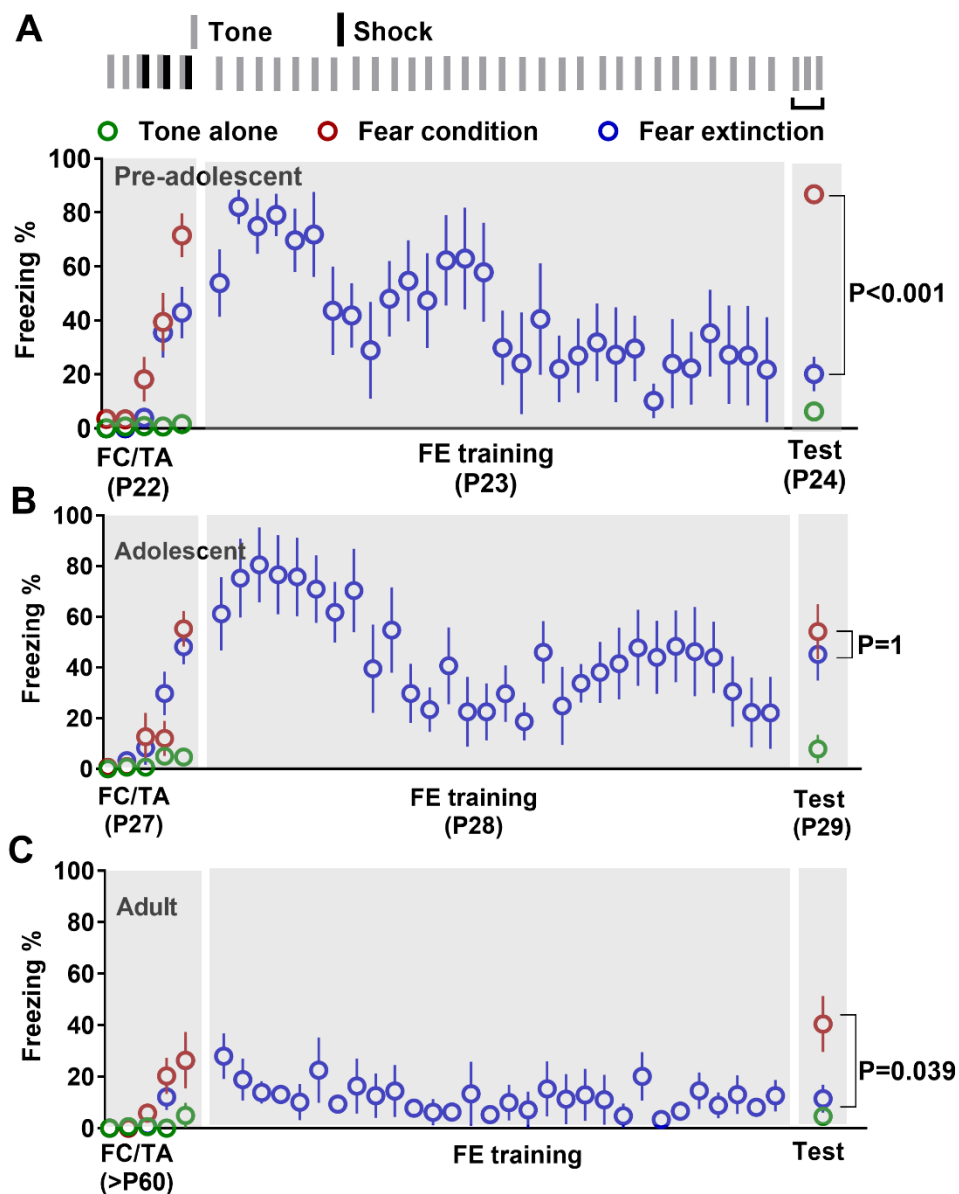 A
Tone Shock
Tone alone Fear condition Fear extinction
Pre-adolescent
Freezing %
100
80
60
40
20
0
P<0.001
FC/TA
(P22)
FE training
(P23)
Test
(P24)
B
Adolescent
Freezing %
100
80
60
40
20
0
P=1
FC/TA
(P27)
FE training
(P28)
Test
(P29)
C
Adult
Freezing %
100
80
60
40
20
0
P=0.039
FC/TA
(>P60)
FE training
Test